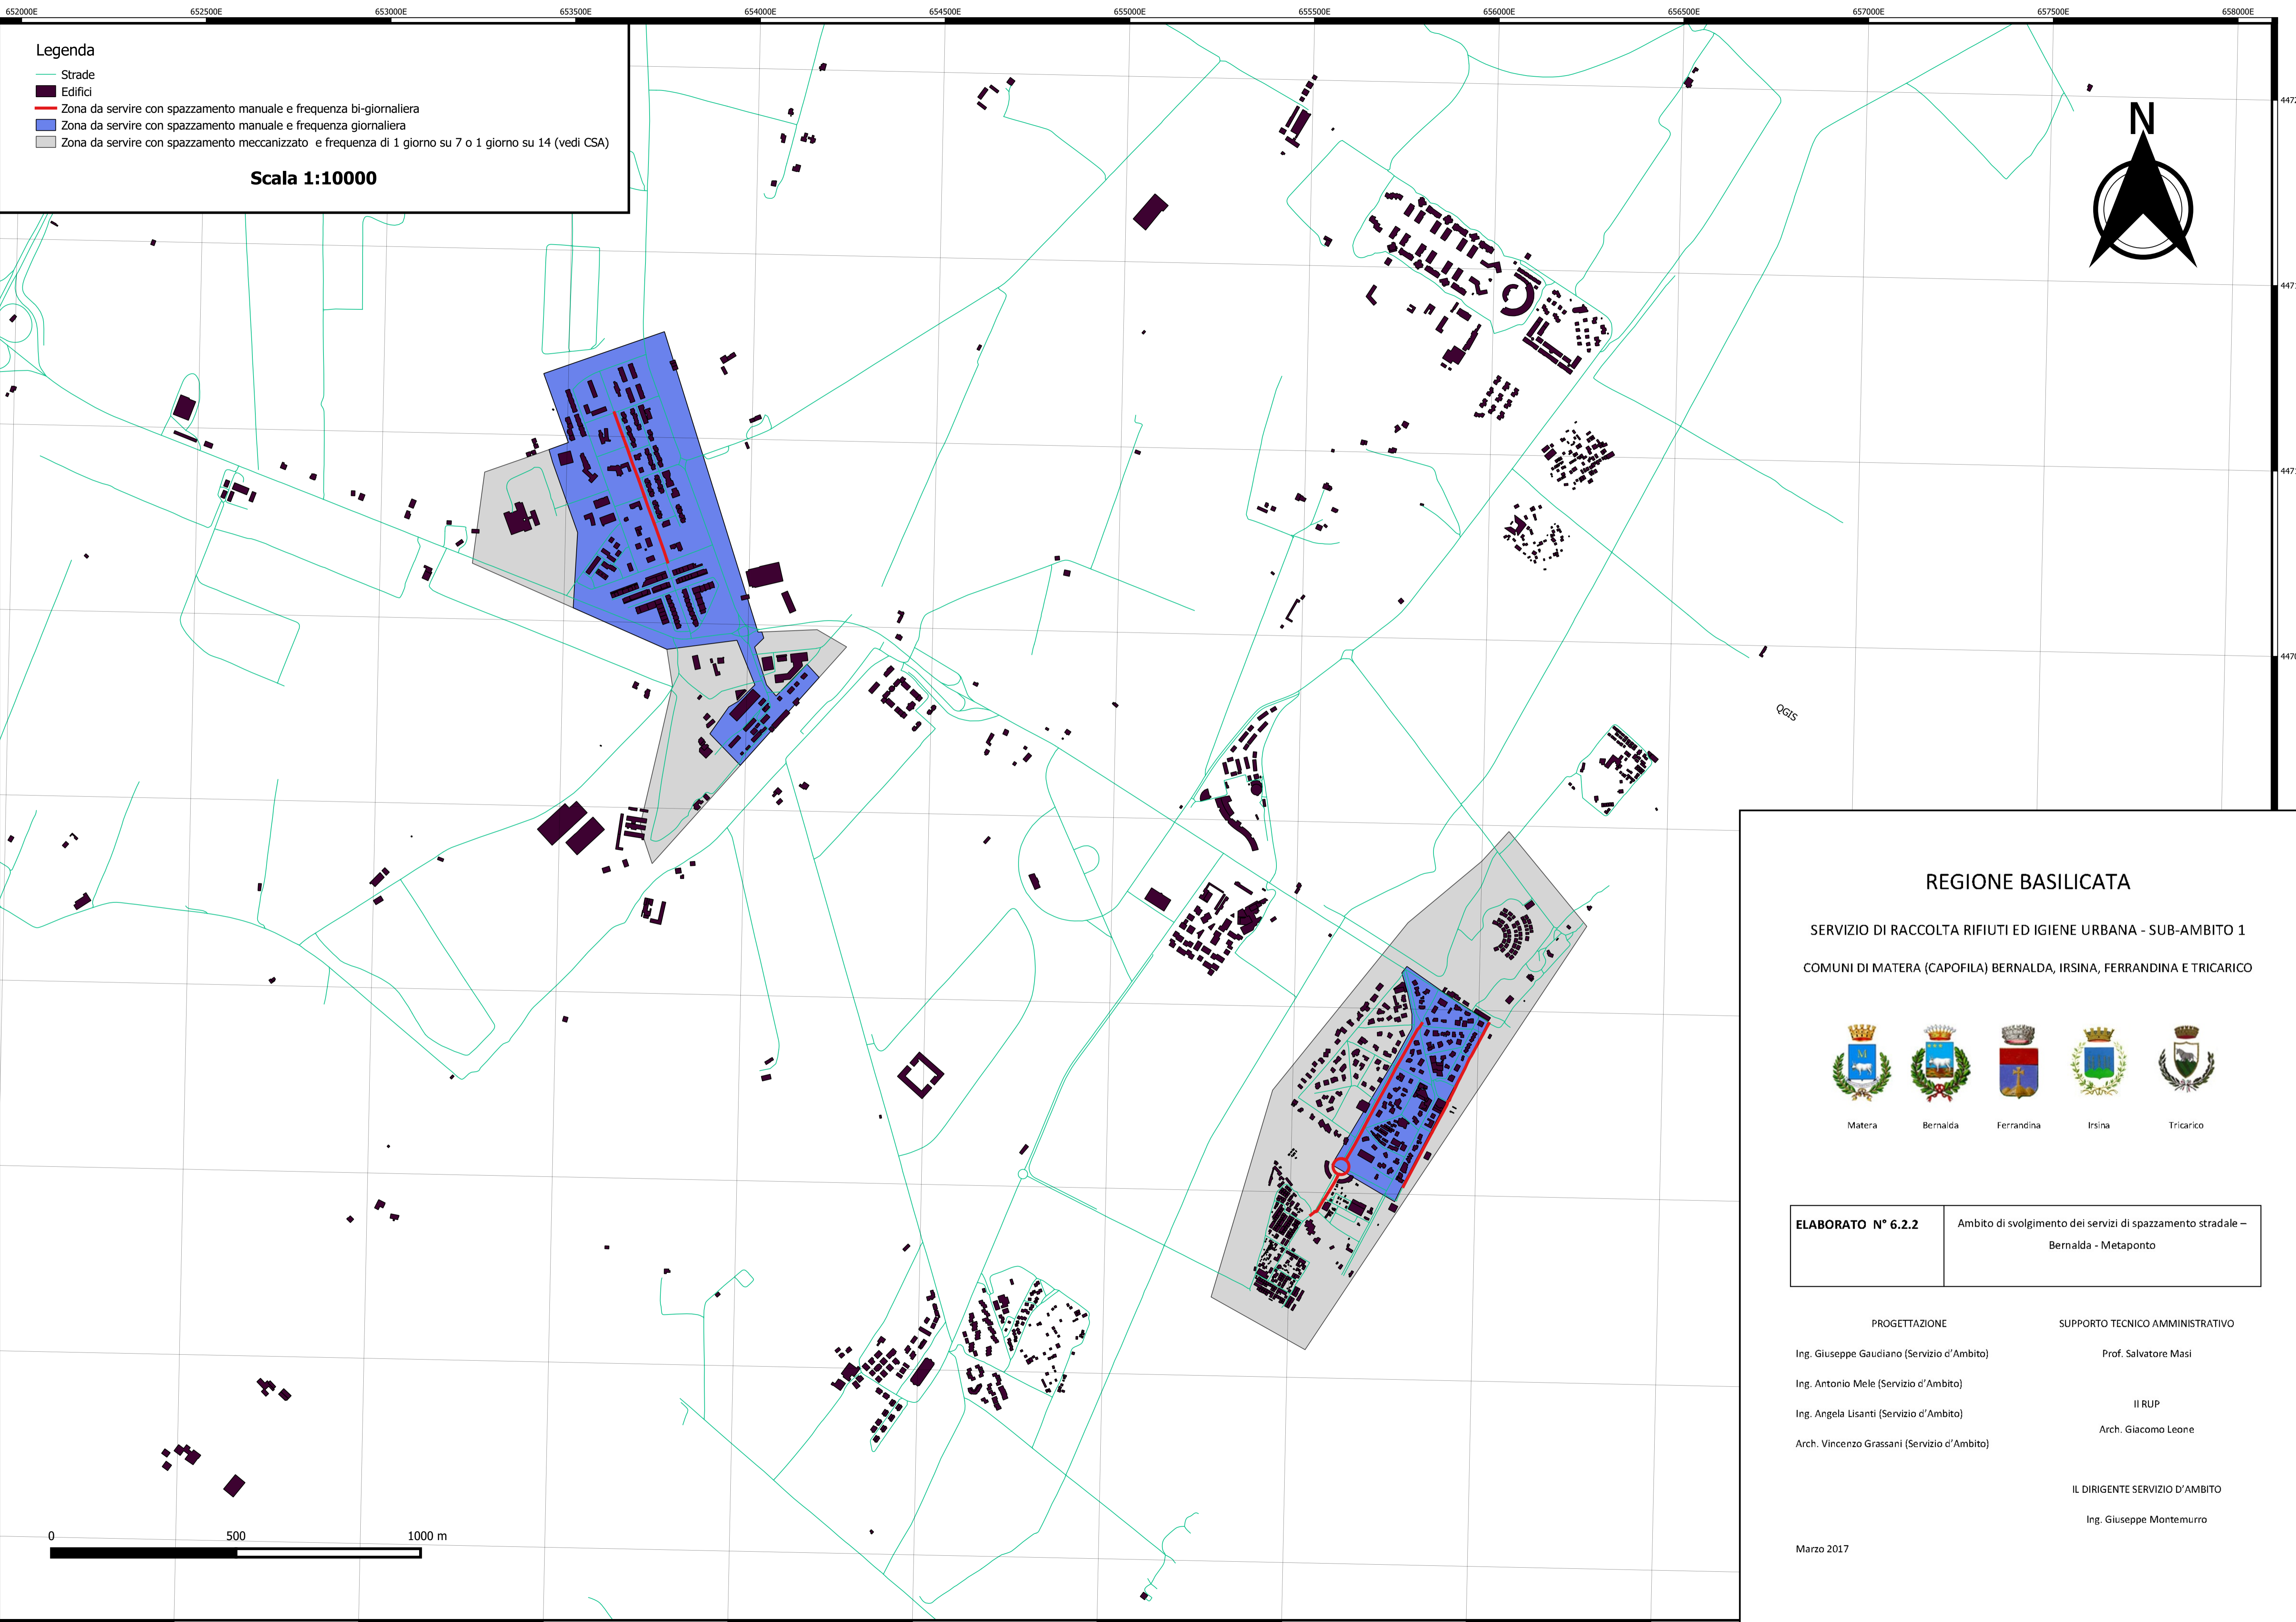 652000E 652500E 653000E 653500E 654000E 654500E 655000E 655500E 656000E 656500E 657000E 657500E 658000E
Legenda
Strade
Edifici
Zona da servire con spazzamento manuale e frequenza bi-giornaliera
Zona da servire con spazzamento manuale e frequenza giornaliera
Zona da servire con spazzamento meccanizzato e frequenza di 1 giorno su 7 o 1 giorno su 14 (vedi CSA)
Scala 1:10000
N
QGIS
REGIONE BASILICATA
SERVIZIO DI RACCOLTA RIFIUTI ED IGIENE URBANA - SUB-AMBITO 1
COMUNI DI MATERA (CAPOFILA) BERNALDA, IRSINA, FERRANDINA E TRICARICO
Matera Bernalda Ferrandina Irsina Tricarico
ELABORATO N° 6.2.2
Ambito di svolgimento dei servizi di spazzamento stradale –
Bernalda - Metaponto
PROGETTAZIONE
Ing. Giuseppe Gaudiano (Servizio d'Ambito)
Ing. Antonio Mele (Servizio d'Ambito)
Ing. Angela Lisanti (Servizio d'Ambito)
Arch. Vincenzo Grassani (Servizio d'Ambito)
SUPPORTO TECNICO AMMINISTRATIVO
Prof. Salvatore Masi
Il RUP
Arch. Giacomo Leone
IL DIRIGENTE SERVIZIO D'AMBITO
Ing. Giuseppe Montemurro
Marzo 2017
0 500 1000 m